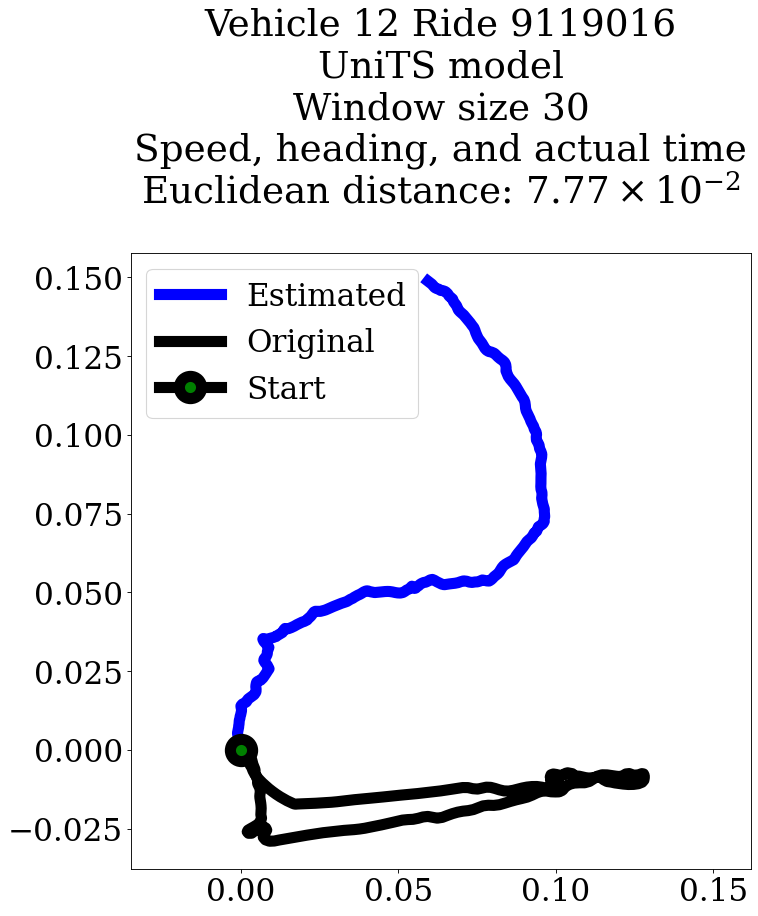 Vehicle 12 Ride 9119016
UniTS model
Window size 30
Speed, heading, and actual time
Euclidean distance: 7.77 × 10⁻²
0.150
0.125
0.100
0.075
0.050
0.025
0.000
−0.025
Estimated
Original
Start
0.00 0.05 0.10 0.15